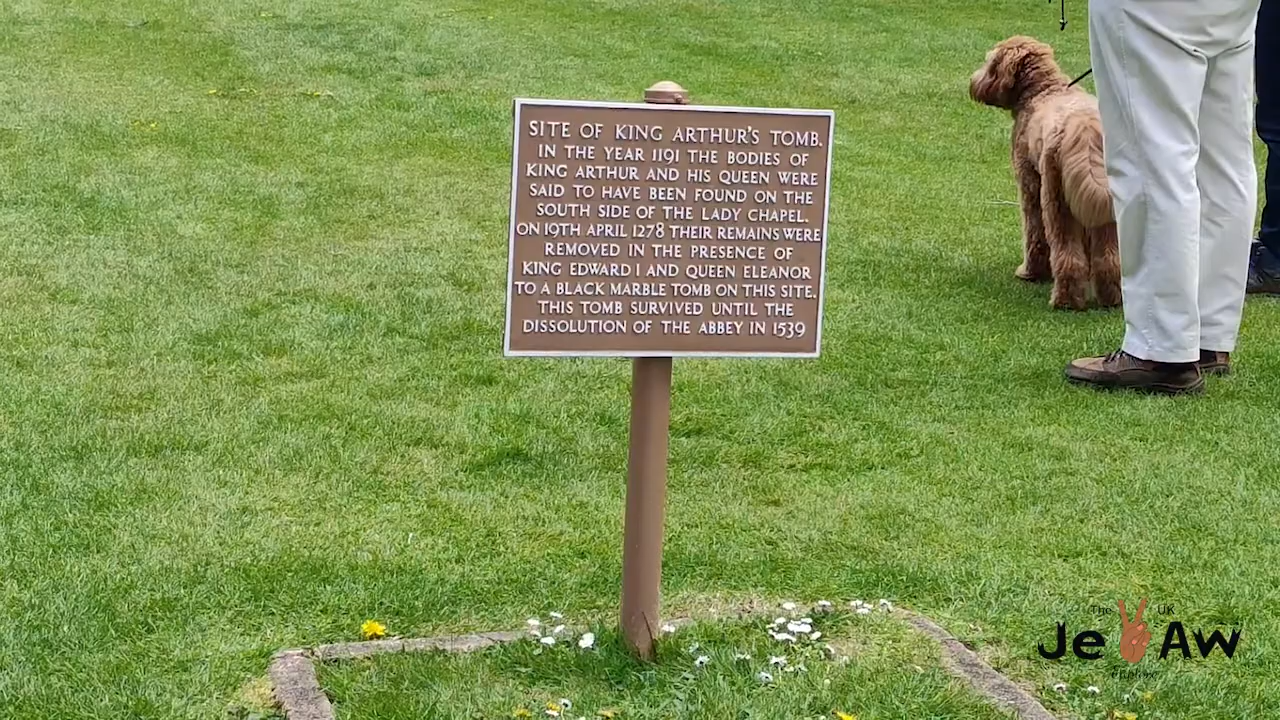 SITE OF KING ARTHUR'S TOMB.
IN THE YEAR 1191 THE BODIES OF
KING ARTHUR AND HIS QUEEN WERE
SAID TO HAVE BEEN FOUND ON THE
SOUTH SIDE OF THE LADY CHAPEL.
ON 19TH APRIL 1278 THEIR REMAINS WERE
REMOVED IN THE PRESENCE OF
KING EDWARD I AND QUEEN ELEANOR
TO A BLACK MARBLE TOMB ON THIS SITE.
THIS TOMB SURVIVED UNTIL THE
DISSOLUTION OF THE ABBEY IN 1539
The UK
Je Aw